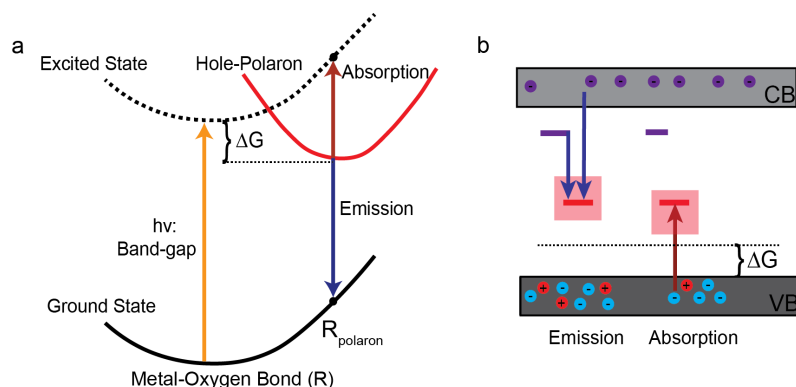 a
Excited State
Hole-Polaron
Absorption
ΔG
hν:
Band-gap
Emission
Ground State
R polaron
Metal-Oxygen Bond (R)
b
- - - - - -
CB
ΔG
+ - + - - + - - + - - - -
VB
Emission
Absorption